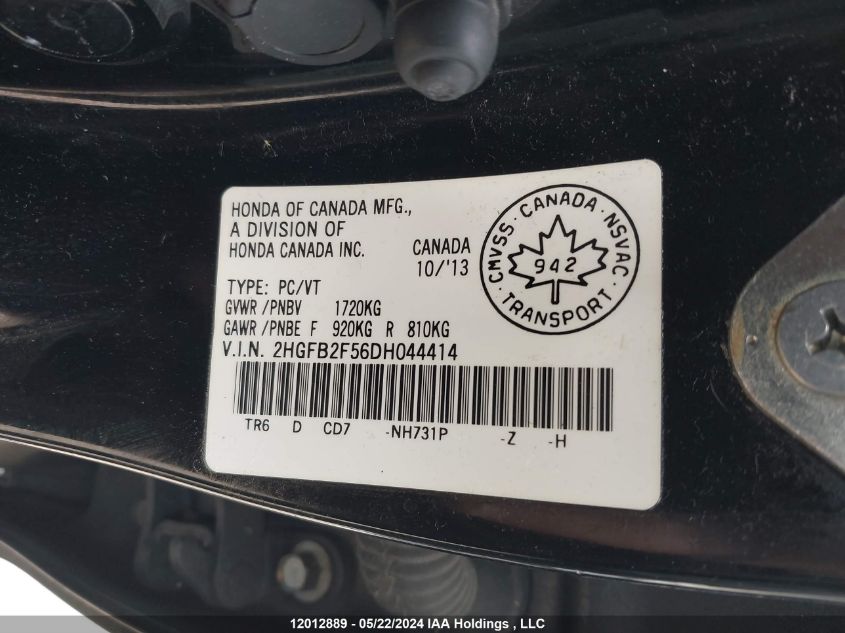 HONDA OF CANADA MFG.,
A DIVISION OF
HONDA CANADA INC.
CANADA
10/'13
TYPE: PC/VT
GVWR/PNBV 1720KG
GAWR/PNBE F 920KG R 810KG
V.I.N. 2HGFB2F56DH044414
TR6 D CD7 -NH731P -Z -H
CMVSS · CANADA · NSVAC ·
942
TRANSPORT
12012889 - 05/22/2024 IAA Holdings , LLC